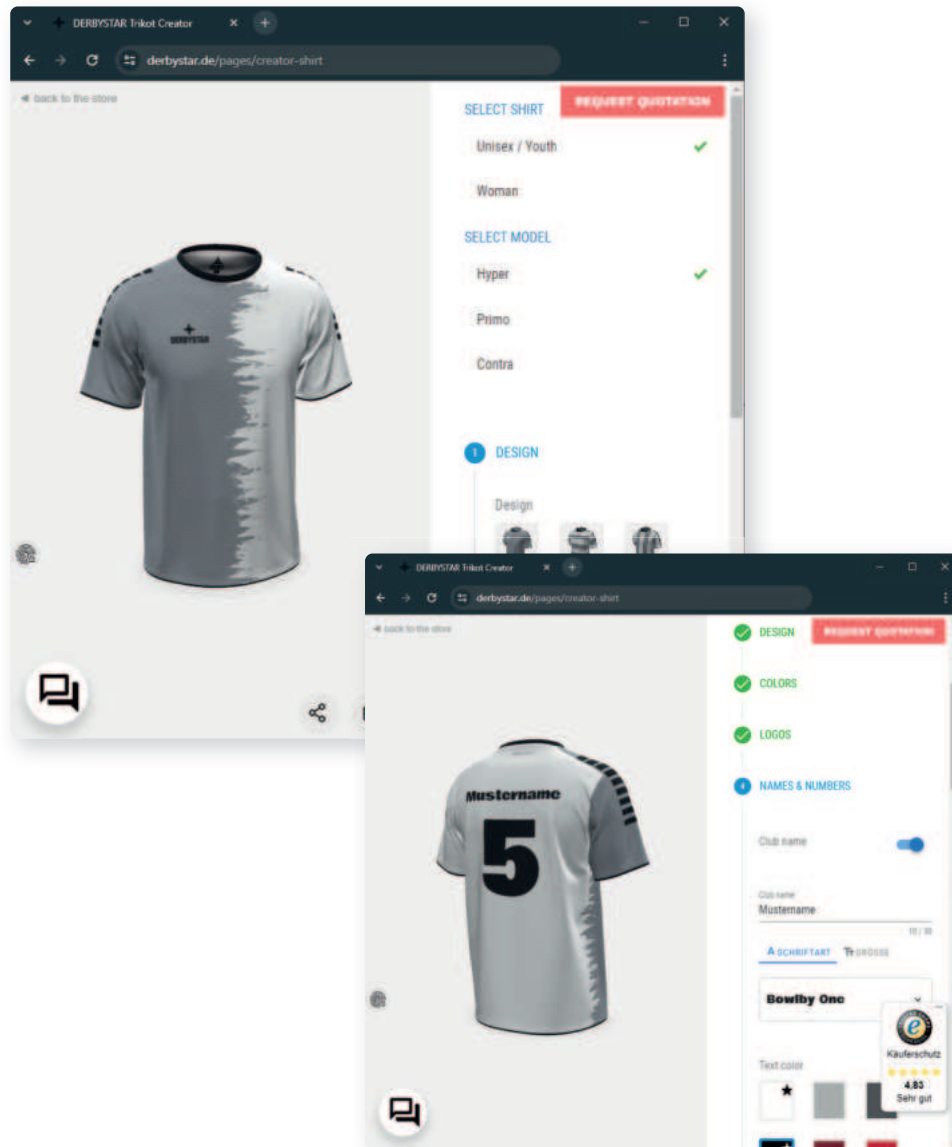 DERBYSTAR Trikot Creator
derbystar.de/pages/creator-shirt
back to the store
REQUEST QUOTATION
SELECT SHIRT
Unisex / Youth
Woman
SELECT MODEL
Hyper
Primo
Contra
DERBYSTAR
1 DESIGN
Design
DERBYSTAR Trikot Creator
derbystar.de/pages/creator-shirt
back to the store
DESIGN
REQUEST QUOTATION
COLORS
LOGOS
4 NAMES & NUMBERS
Mustername
5
Club name
Club name
Mustername
10 / 30
A SCHRIFTART Tr GRÖSSE
Bowlby One
e
Käuferschutz
4,83
Sehr gut
Text color